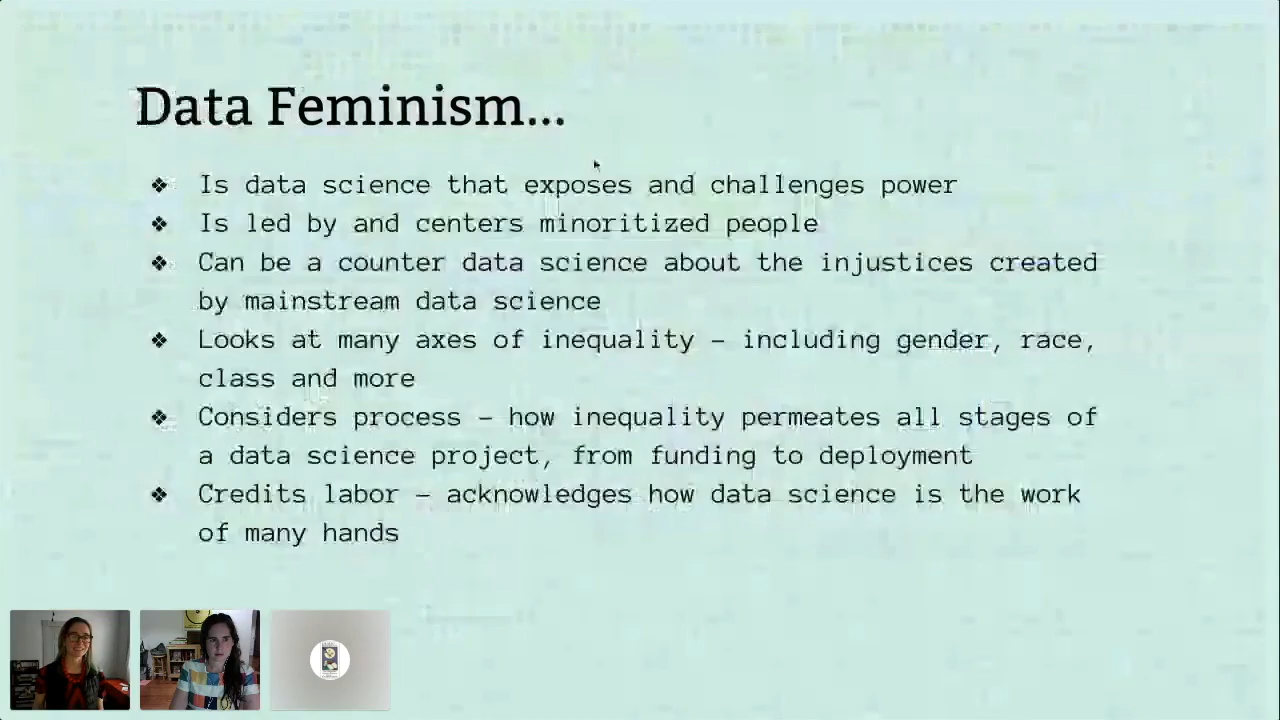 Data Feminism...
❖ Is data science that exposes and challenges power
❖ Is led by and centers minoritized people
❖ Can be a counter data science about the injustices created
by mainstream data science
❖ Looks at many axes of inequality – including gender, race,
class and more
❖ Considers process – how inequality permeates all stages of
a data science project, from funding to deployment
❖ Credits labor – acknowledges how data science is the work
of many hands